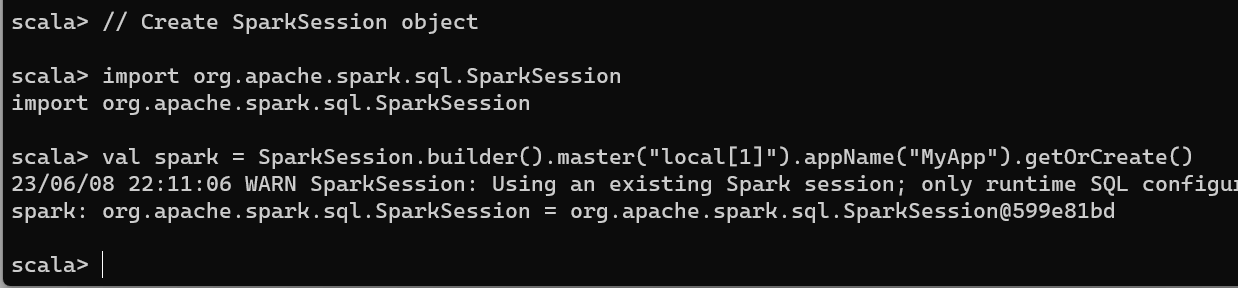 scala> // Create SparkSession object
scala> import org.apache.spark.sql.SparkSession
import org.apache.spark.sql.SparkSession
scala> val spark = SparkSession.builder().master("local[1]").appName("MyApp").getOrCreate()
23/06/08 22:11:06 WARN SparkSession: Using an existing Spark session; only runtime SQL configur
spark: org.apache.spark.sql.SparkSession = org.apache.spark.sql.SparkSession@599e81bd
scala>